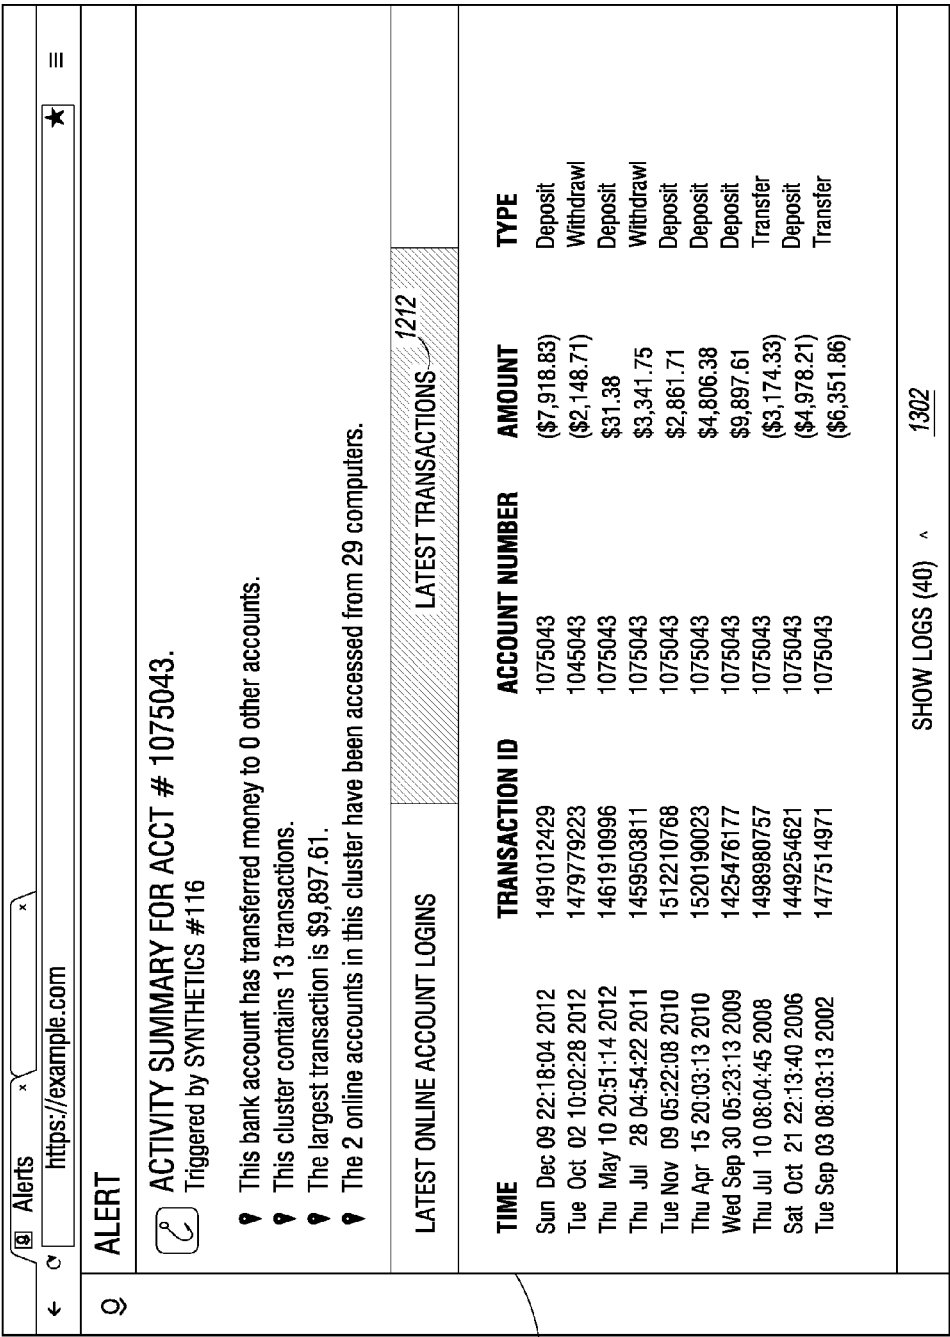 Alerts ×
×
https://example.com
ALERT
ACTIVITY SUMMARY FOR ACCT # 1075043.
Triggered by SYNTHETICS #116
This bank account has transferred money to 0 other accounts.
This cluster contains 13 transactions.
The largest transaction is $9,897.61.
The 2 online accounts in this cluster have been accessed from 29 computers.
LATEST ONLINE ACCOUNT LOGINS LATEST TRANSACTIONS 1212
TIME TRANSACTION ID ACCOUNT NUMBER AMOUNT TYPE
Sun Dec 09 22:18:04 2012 1491012429 1075043 ($7,918.83) Deposit
Tue Oct 02 10:02:28 2012 1479779223 1045043 ($2,148.71) Withdrawl
Thu May 10 20:51:14 2012 1461910996 1075043 $31.38 Deposit
Thu Jul 28 04:54:22 2011 1459503811 1075043 $3,341.75 Withdrawl
Tue Nov 09 05:22:08 2010 1512210768 1075043 $2,861.71 Deposit
Thu Apr 15 20:03:13 2010 1520190023 1075043 $4,806.38 Deposit
Wed Sep 30 05:23:13 2009 1425476177 1075043 $9,897.61 Deposit
Thu Jul 10 08:04:45 2008 1498980757 1075043 ($3,174.33) Transfer
Sat Oct 21 22:13:40 2006 1449254621 1075043 ($4,978.21) Deposit
Tue Sep 03 08:03:13 2002 1477514971 1075043 ($6,351.86) Transfer
SHOW LOGS (40) ^ 1302